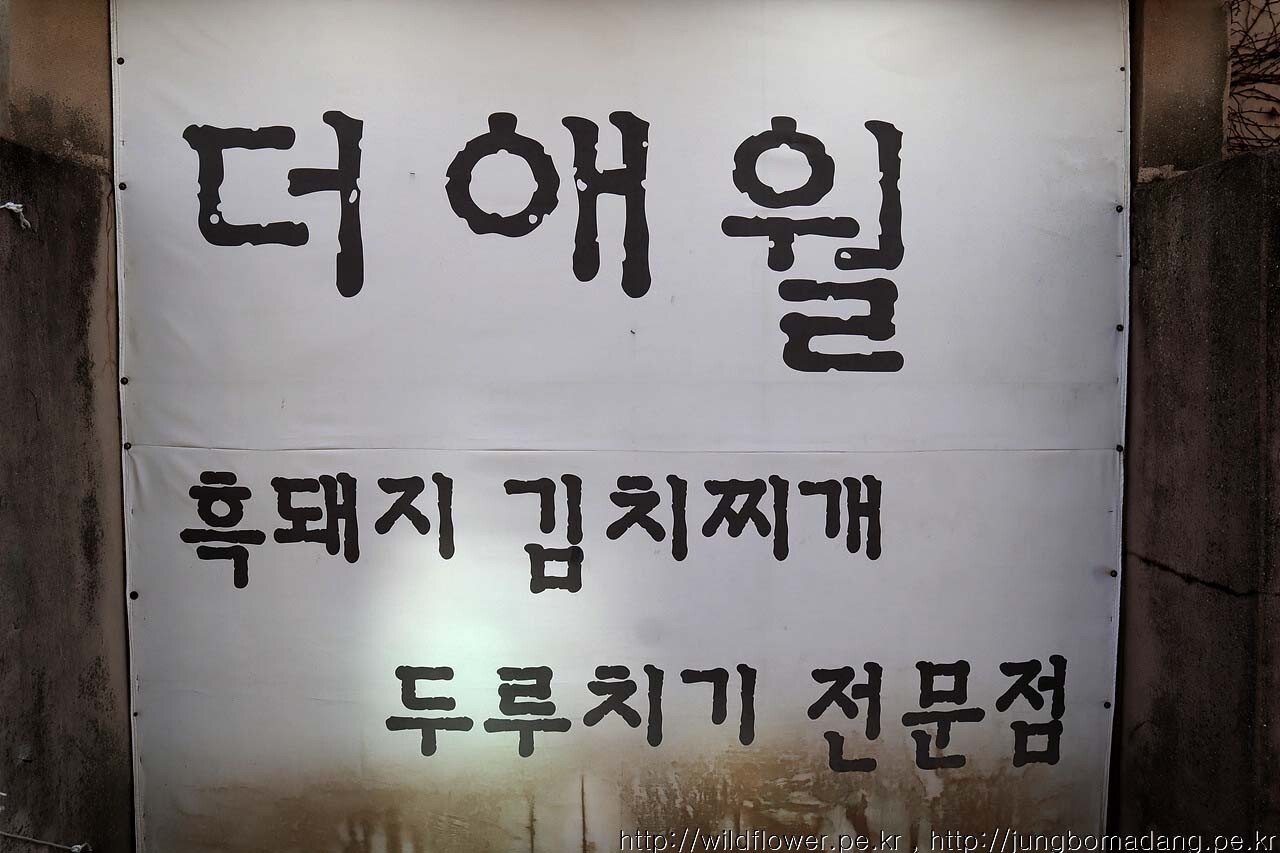 더애월
흑돼지 김치찌개
두루치기 전문점
http://wildflower.pe.kr , http://jungbomadang.pe.kr